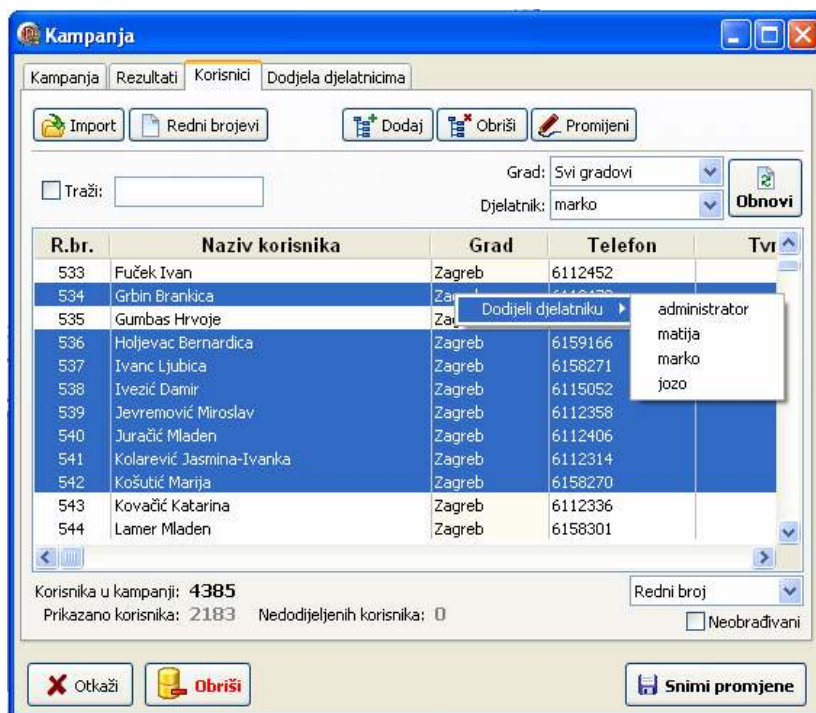 Kampanja
Kampanja Rezultati Korisnici Dodjela djelatnicima
Import Redni brojevi Dodaj Obriši Promijeni
Traži: Grad: Svi gradovi
Djelatnik: marko Obnovi
R.br. Naziv korisnika Grad Telefon
533 Fuček Ivan Zagreb 6112452
534 Grbin Brankica
Dodijeli djelatniku administrator
535 Gumbas Hrvoje
matija
536 Holjevac Bernardica Zagreb 6159166
marko
537 Ivanc Ljubica Zagreb 6158271
jozo
538 Ivezić Damir Zagreb 6115052
539 Jevremović Miroslav Zagreb 6112358
540 Juračić Mladen Zagreb 6112406
541 Kolarević Jasmina-Ivanka Zagreb 6112314
542 Košutić Marija Zagreb 6158270
543 Kovačić Katarina Zagreb 6112336
544 Lamer Mladen Zagreb 6158301
Korisnika u kampanji: 4385 Redni broj
Prikazano korisnika: 2183 Nedodijeljenih korisnika: 0 Neobrađivani
Otkaži Obriši Snimi promjene